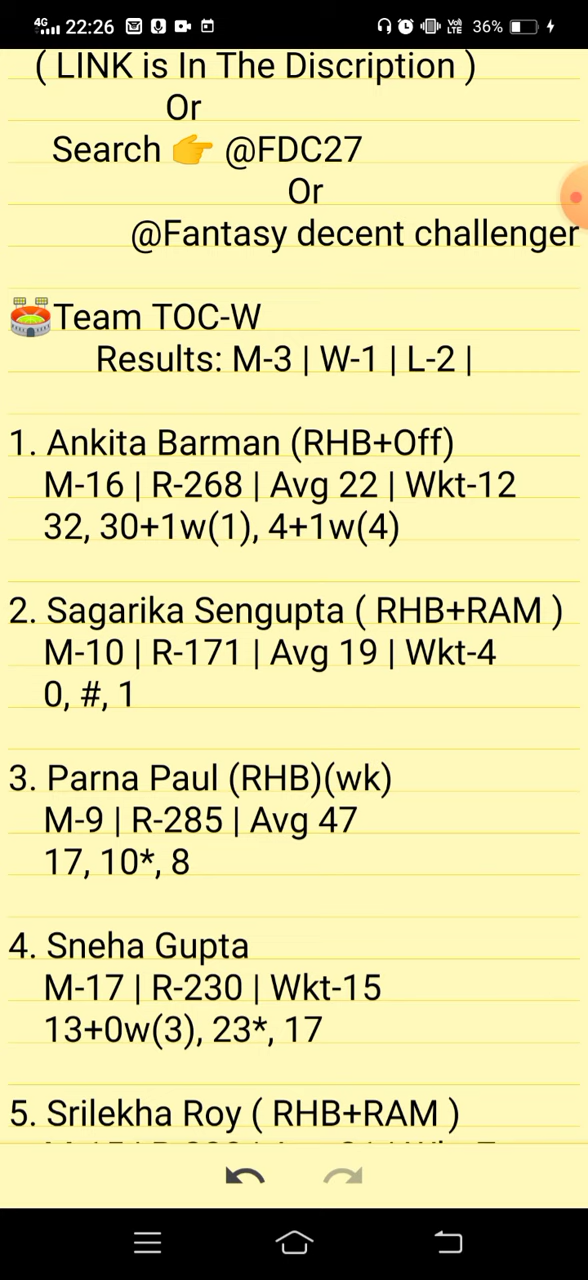 4G 22:26 Vol) LTE 36%
( LINK is In The Discription )
Or
Search 👉 @FDC27
Or
@Fantasy decent challenger
🏟️Team TOC-W
Results: M-3 | W-1 | L-2 |
1. Ankita Barman (RHB+Off)
M-16 | R-268 | Avg 22 | Wkt-12
32, 30+1w(1), 4+1w(4)
2. Sagarika Sengupta ( RHB+RAM )
M-10 | R-171 | Avg 19 | Wkt-4
0, #, 1
3. Parna Paul (RHB)(wk)
M-9 | R-285 | Avg 47
17, 10*, 8
4. Sneha Gupta
M-17 | R-230 | Wkt-15
13+0w(3), 23*, 17
5. Srilekha Roy ( RHB+RAM )